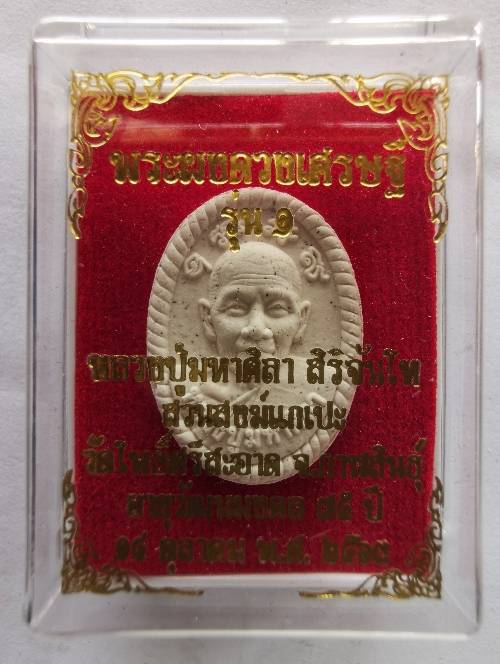 พระผงดวงเศรษฐี
รุ่น ๑
หลวงปู่มหาศิลา สิริจันโท
สวนสงฆ์แกเปะ
วัดโพธิ์ศรีสะอาด จ.กาฬสินธุ์
อายุวัฒนมงคล ๗๕ ปี
๑๔ ตุลาคม พ.ศ. ๒๕๖๓